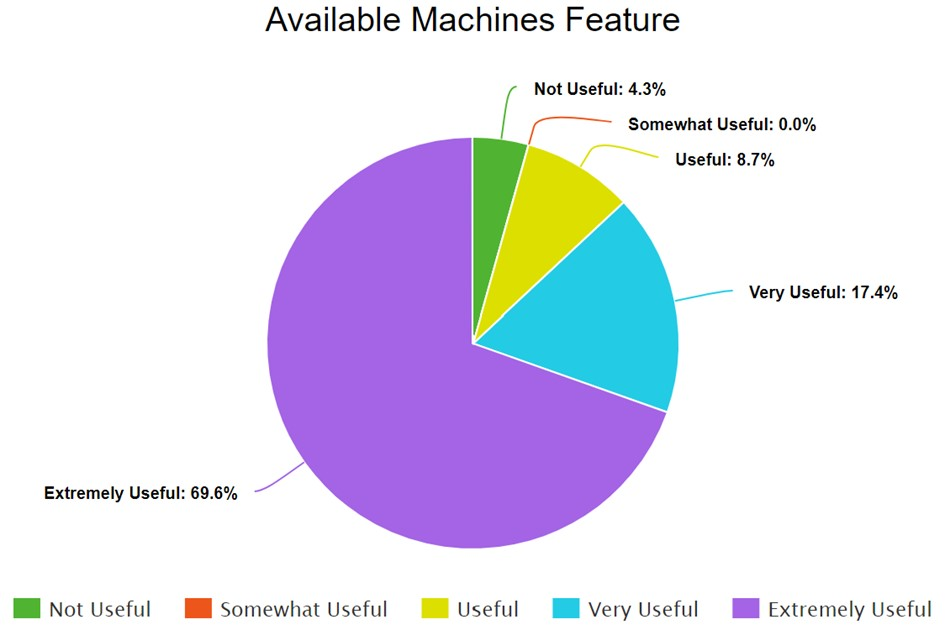 Available Machines Feature
Not Useful: 4.3%
Somewhat Useful: 0.0%
Useful: 8.7%
Very Useful: 17.4%
Extremely Useful: 69.6%
Not Useful Somewhat Useful Useful Very Useful Extremely Useful